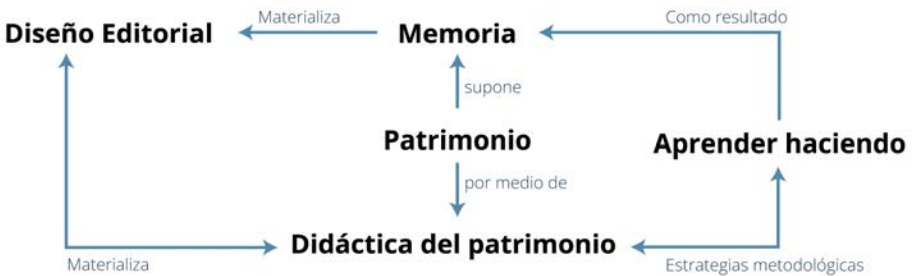 Materializa
Como resultado
Diseño Editorial
Memoria
supone
Patrimonio
Aprender haciendo
por medio de
Didáctica del patrimonio
Materializa
Estrategias metodológicas